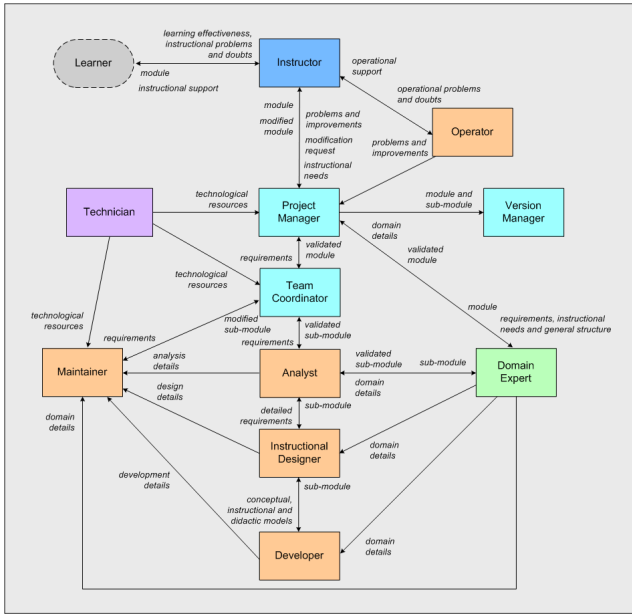 learning effectiveness,
instructional problems
and doubts
Learner
Instructor
operational
support
module
instructional support
operational problems
and doubts
module
modified
module
problems and
improvements
modification
request
instructional
needs
Operator
problems and
improvements
Technician
technological
resources
Project
Manager
module and
sub-module
Version
Manager
domain
details
validated
module
requirements
validated
module
technological
resources
Team
Coordinator
module
requirements, instructional
needs and general structure
technological
resources
requirements
modified
sub-module
requirements
validated
sub-module
Maintainer
analysis
details
Analyst
validated
sub-module
sub-module
domain
details
Domain
Expert
design
details
detailed
requirements
sub-module
domain
details
Instructional
Designer
domain
details
development
details
sub-module
conceptual,
instructional and
didactic models
Developer
domain
details